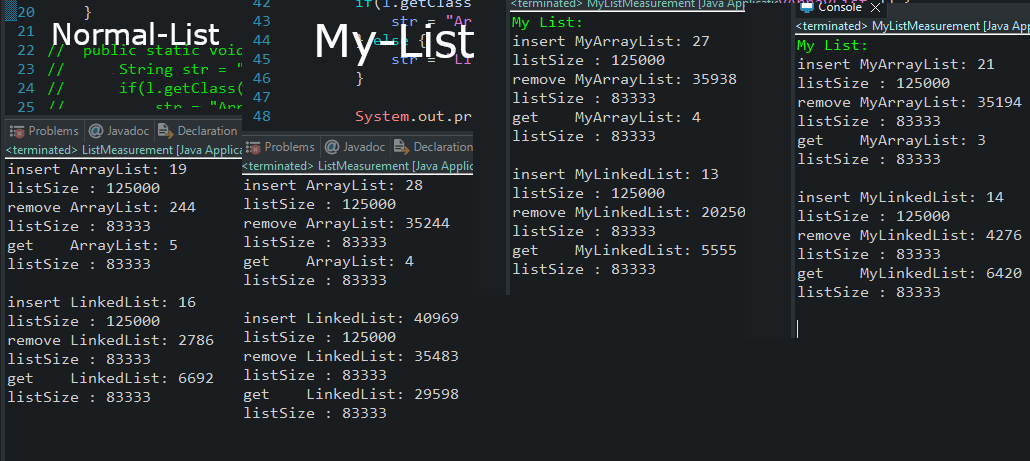 20 }
21
22 // public static void
23 // String str = "
24 // if(l.getClass(
25 // str = "Arr
Normal-List
Problems @ Javadoc Declaration
<terminated> ListMeasurement [Java Applica
insert ArrayList: 19
listSize : 125000
remove ArrayList: 244
listSize : 83333
get ArrayList: 5
listSize : 83333
insert LinkedList: 16
listSize : 125000
remove LinkedList: 2786
listSize : 83333
get LinkedList: 6692
listSize : 83333
42 if(l.getClass
43 str = "Ar
44 } else {
45 str = "Li
46 }
47
48 System.out.pr
My-List
Problems @ Javadoc Declaration
<terminated> ListMeasurement [Java Applic
insert ArrayList: 28
listSize : 125000
remove ArrayList: 35244
listSize : 83333
get ArrayList: 4
listSize : 83333
insert LinkedList: 40969
listSize : 125000
remove LinkedList: 35483
listSize : 83333
get LinkedList: 29598
listSize : 83333
<terminated> MyListMeasurement [Java Applicat
My List:
insert MyArrayList: 27
listSize : 125000
remove MyArrayList: 35938
listSize : 83333
get MyArrayList: 4
listSize : 83333
insert MyLinkedList: 13
listSize : 125000
remove MyLinkedList: 20250
listSize : 83333
get MyLinkedList: 5555
listSize : 83333
Console
<terminated> MyListMeasurement [Java Applicatio
My List:
insert MyArrayList: 21
listSize : 125000
remove MyArrayList: 35194
listSize : 83333
get MyArrayList: 3
listSize : 83333
insert MyLinkedList: 14
listSize : 125000
remove MyLinkedList: 4276
listSize : 83333
get MyLinkedList: 6420
listSize : 83333